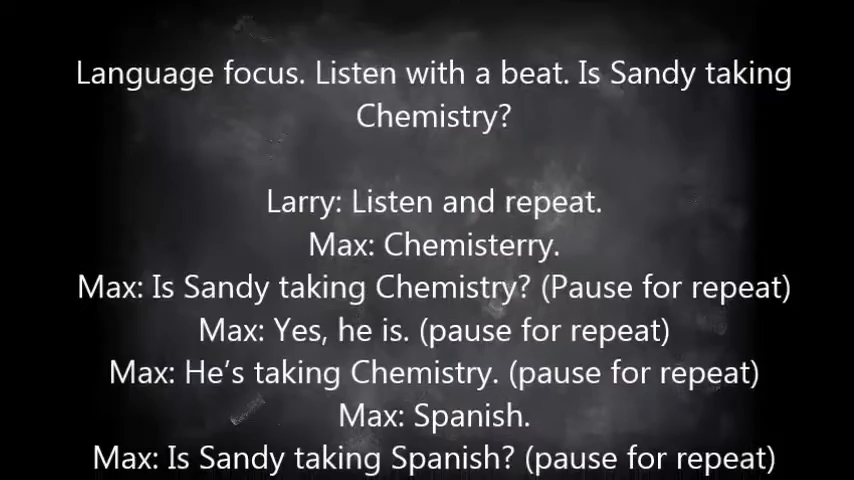 Language focus. Listen with a beat. Is Sandy taking
Chemistry?
Larry: Listen and repeat.
Max: Chemisterry.
Max: Is Sandy taking Chemistry? (Pause for repeat)
Max: Yes, he is. (pause for repeat)
Max: He’s taking Chemistry. (pause for repeat)
Max: Spanish.
Max: Is Sandy taking Spanish? (pause for repeat)